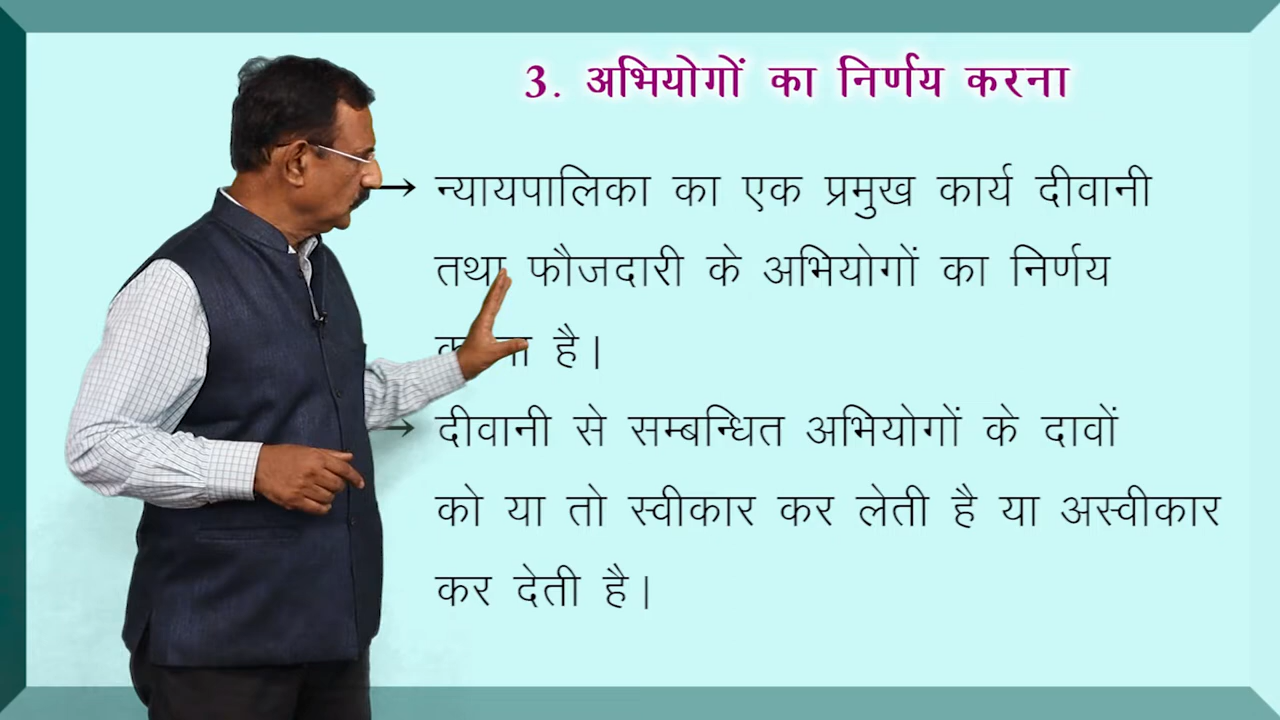 3. अभियोगों का निर्णय करना
→ न्यायपालिका का एक प्रमुख कार्य दीवानी
तथा फौजदारी के अभियोगों का निर्णय
है।
→ दीवानी से सम्बन्धित अभियोगों के दावों
को या तो स्वीकार कर लेती है या अस्वीकार
कर देती है।